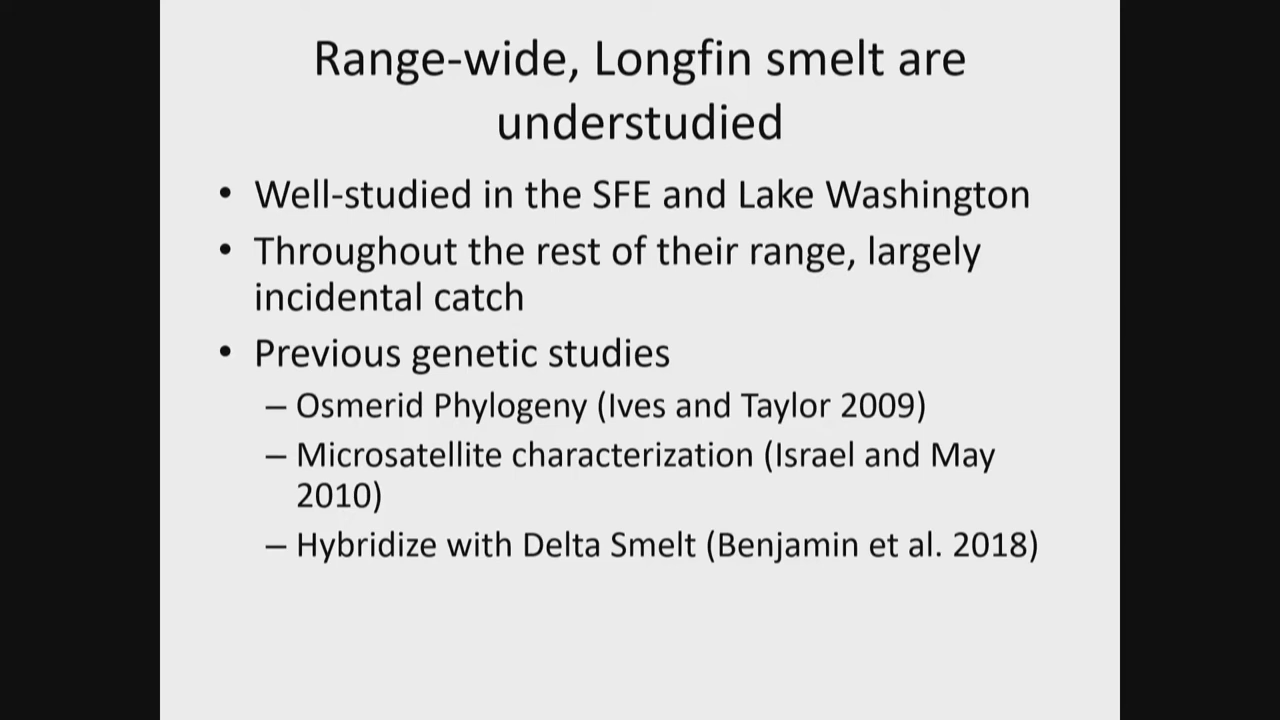 Range-wide, Longfin smelt are
understudied
• Well-studied in the SFE and Lake Washington
• Throughout the rest of their range, largely
incidental catch
• Previous genetic studies
– Osmerid Phylogeny (Ives and Taylor 2009)
– Microsatellite characterization (Israel and May
2010)
– Hybridize with Delta Smelt (Benjamin et al. 2018)